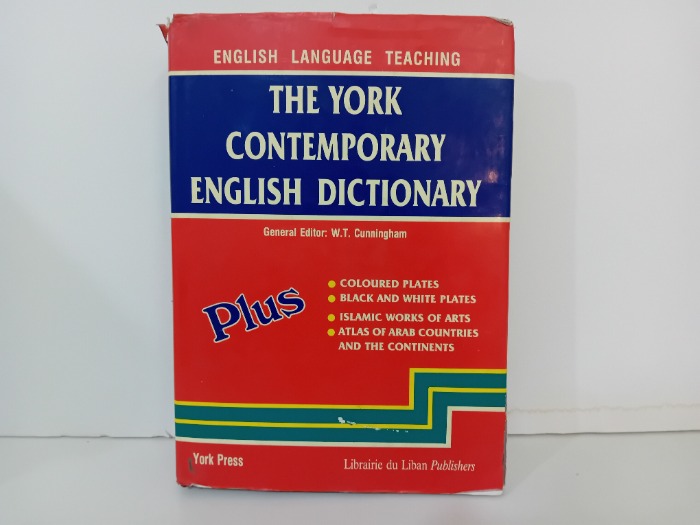 ENGLISH LANGUAGE TEACHING
THE YORK
CONTEMPORARY
ENGLISH DICTIONARY
General Editor: W.T. Cunningham
Plus
COLOURED PLATES
BLACK AND WHITE PLATES
ISLAMIC WORKS OF ARTS
ATLAS OF ARAB COUNTRIES
AND THE CONTINENTS
York Press
Librairie du Liban Publishers